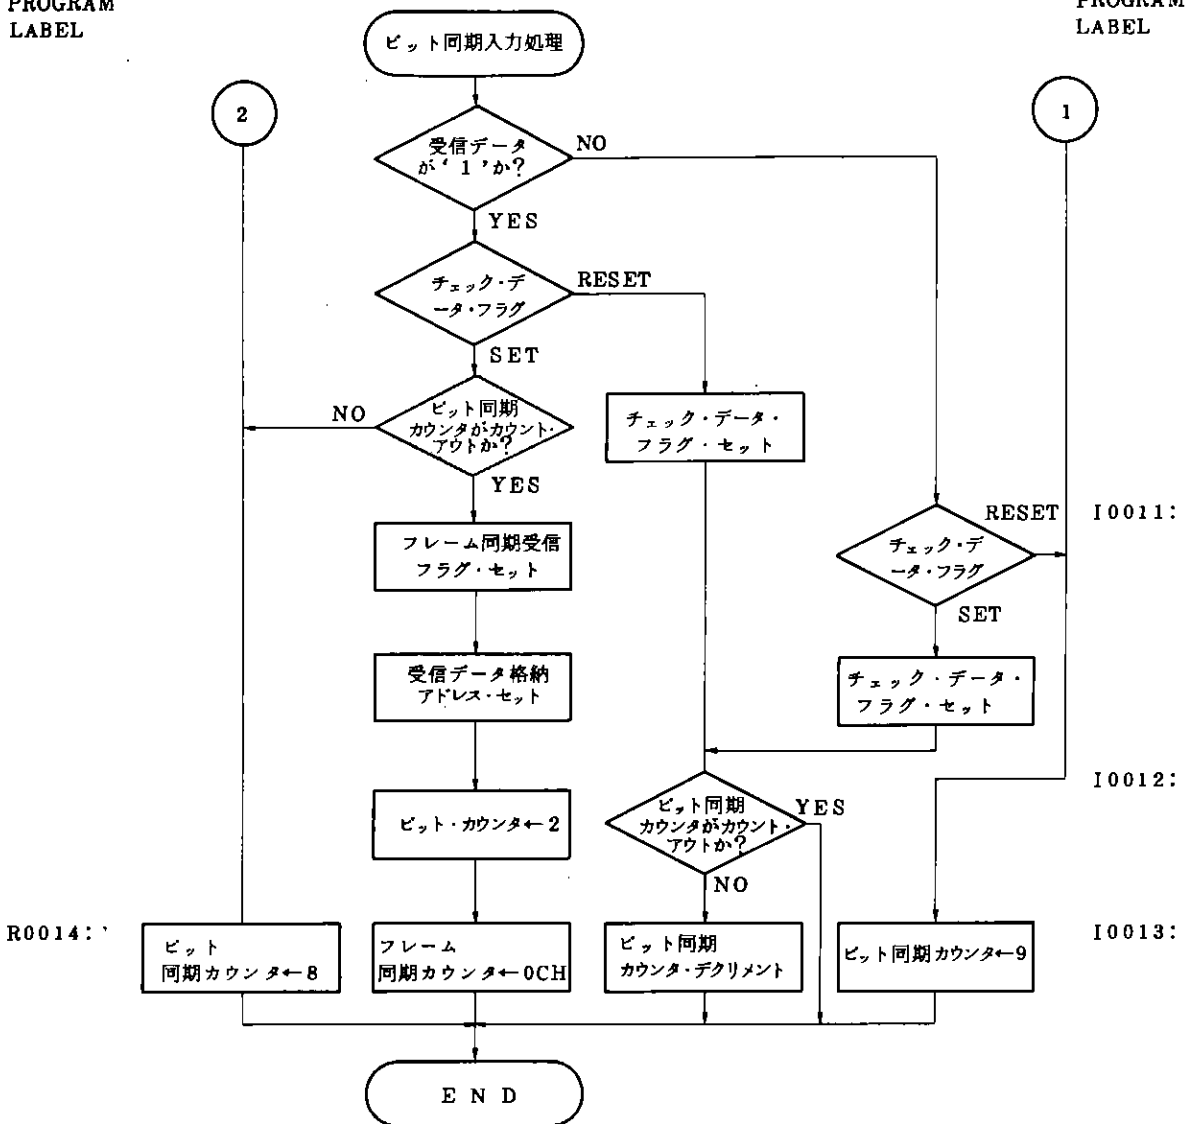 PROGRAM
LABEL
PROGRAM
LABEL
ビット同期入力処理
2
1
受信データ
が‘1’か?
NO
YES
チェック・デ
ータ・フラグ
RESET
SET
ビット同期
カウンタがカウント・
アウトか?
NO
YES
チェック・データ・
フラグ・セット
フレーム同期受信
フラグ・セット
RESET
I0011:
チェック・デ
ータ・フラグ
SET
受信データ格納
アドレス・セット
チェック・データ・
フラグ・セット
I0012:
ビット・カウンタ←2
ビット同期
カウンタがカウント・
アウトか?
YES
NO
R0014:
ビット
同期カウンタ←8
フレーム
同期カウンタ←0CH
ビット同期
カウンタ・デクリメント
ビット同期カウンタ←9
I0013:
END